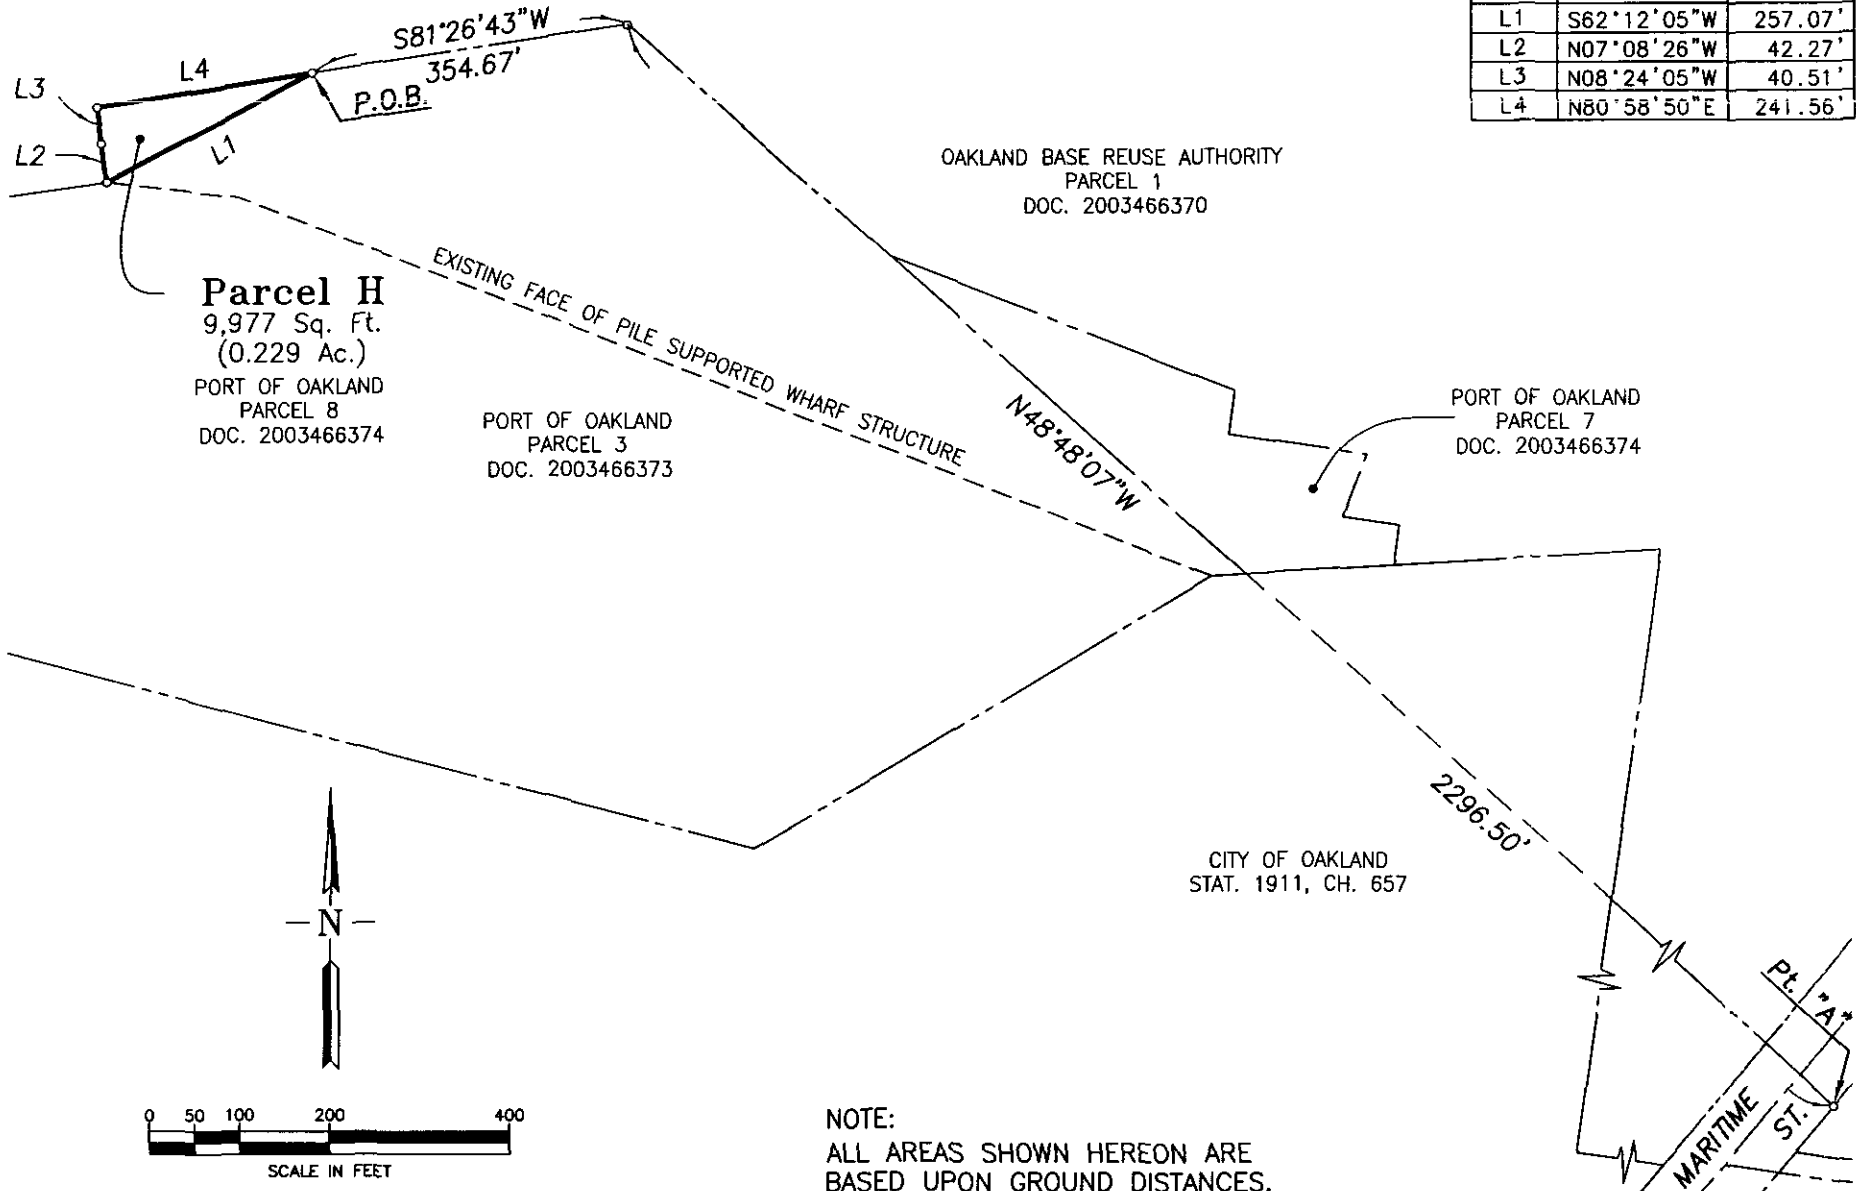 L1 S62°12'05"W 257.07'
L2 N07°08'26"W 42.27'
L3 N08°24'05"W 40.51'
L4 N80°58'50"E 241.56'
S81°26'43"W
354.67'
L4
L3
P.O.B.
L1
L2
OAKLAND BASE REUSE AUTHORITY
PARCEL 1
DOC. 2003466370
EXISTING FACE OF PILE SUPPORTED WHARF STRUCTURE
Parcel H
9,977 Sq. Ft.
(0.229 Ac.)
PORT OF OAKLAND
PARCEL 8
DOC. 2003466374
PORT OF OAKLAND
PARCEL 3
DOC. 2003466373
N48°48'07"W
PORT OF OAKLAND
PARCEL 7
DOC. 2003466374
2296.50'
CITY OF OAKLAND
STAT. 1911, CH. 657
N
Pt. "A"
MARITIME ST.
0 50 100 200 400
SCALE IN FEET
NOTE:
ALL AREAS SHOWN HEREON ARE
BASED UPON GROUND DISTANCES.